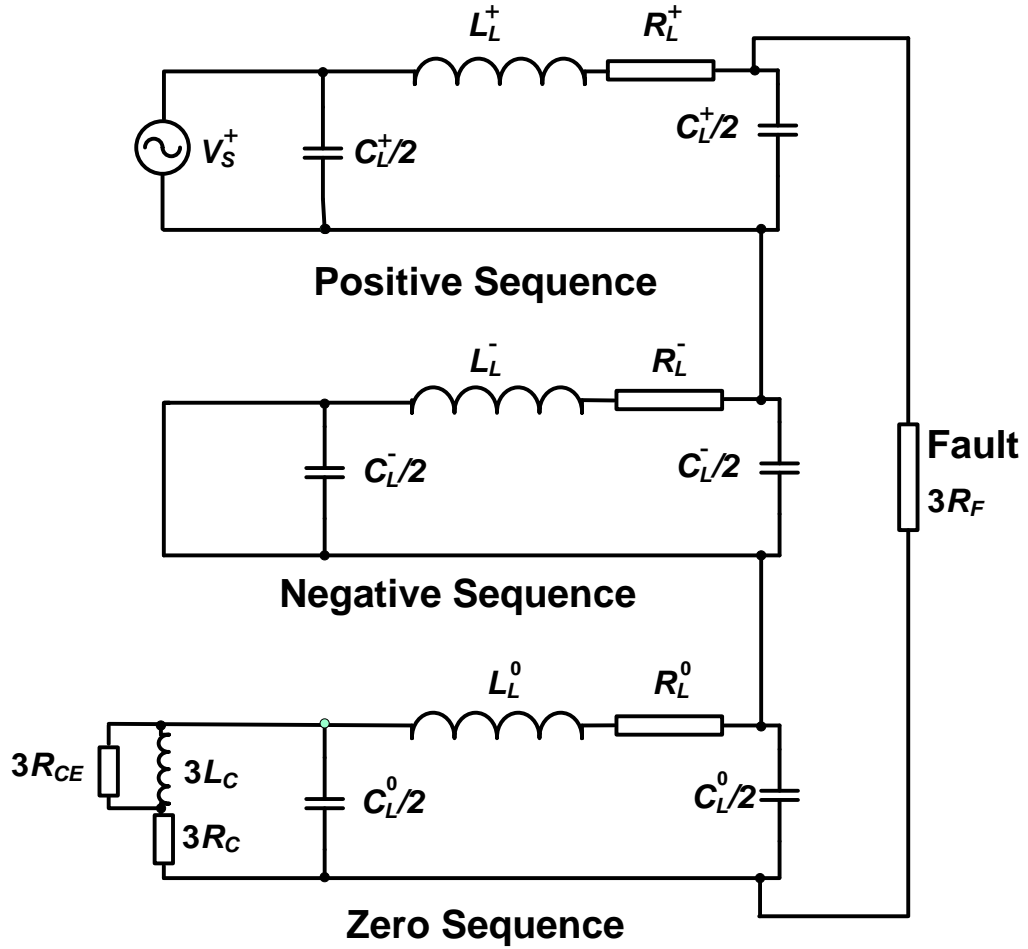 L_L^+
R_L^+
V_S^+
C_L^+/2
C_L^+/2
Positive Sequence
L_L^-
R_L^-
C_L^-/2
C_L^-/2
Fault
3R_F
Negative Sequence
L_L^0
R_L^0
3R_CE
3L_C
3R_C
C_L^0/2
C_L^0/2
Zero Sequence